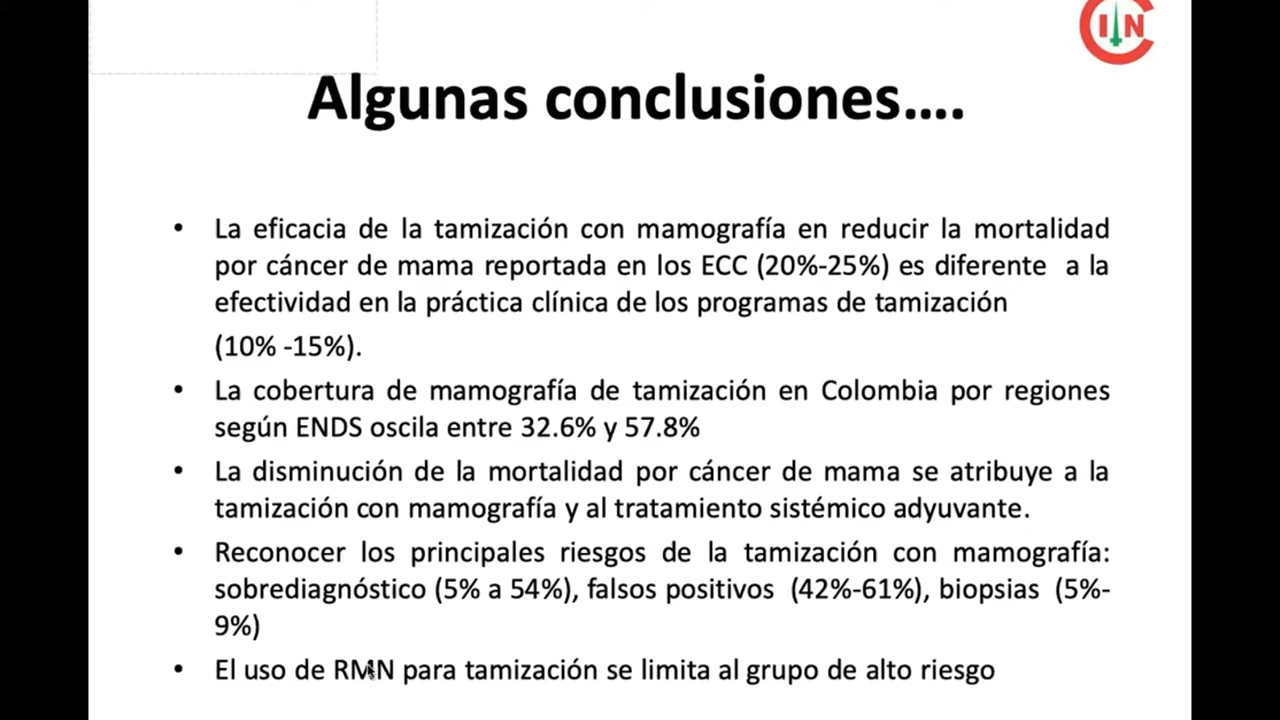 CIN
Algunas conclusiones....
• La eficacia de la tamización con mamografía en reducir la mortalidad
por cáncer de mama reportada en los ECC (20%-25%) es diferente a la
efectividad en la práctica clínica de los programas de tamización
(10% -15%).
• La cobertura de mamografía de tamización en Colombia por regiones
según ENDS oscila entre 32.6% y 57.8%
• La disminución de la mortalidad por cáncer de mama se atribuye a la
tamización con mamografía y al tratamiento sistémico adyuvante.
• Reconocer los principales riesgos de la tamización con mamografía:
sobrediagnóstico (5% a 54%), falsos positivos (42%-61%), biopsias (5%-
9%)
• El uso de RMN para tamización se limita al grupo de alto riesgo